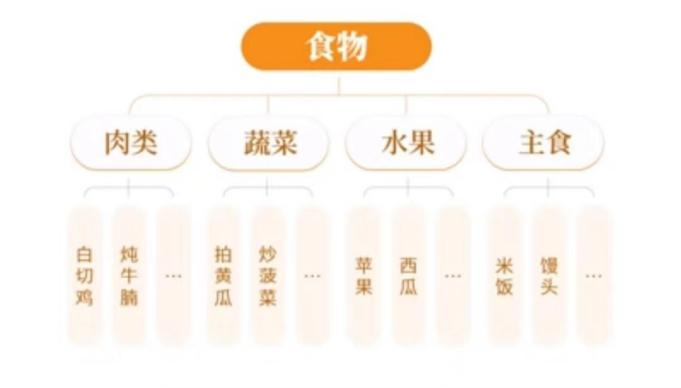 食物
肉类
蔬菜
水果
主食
白切鸡
炖牛腩
...
拍黄瓜
炒菠菜
...
苹果
西瓜
...
米饭
馒头
...